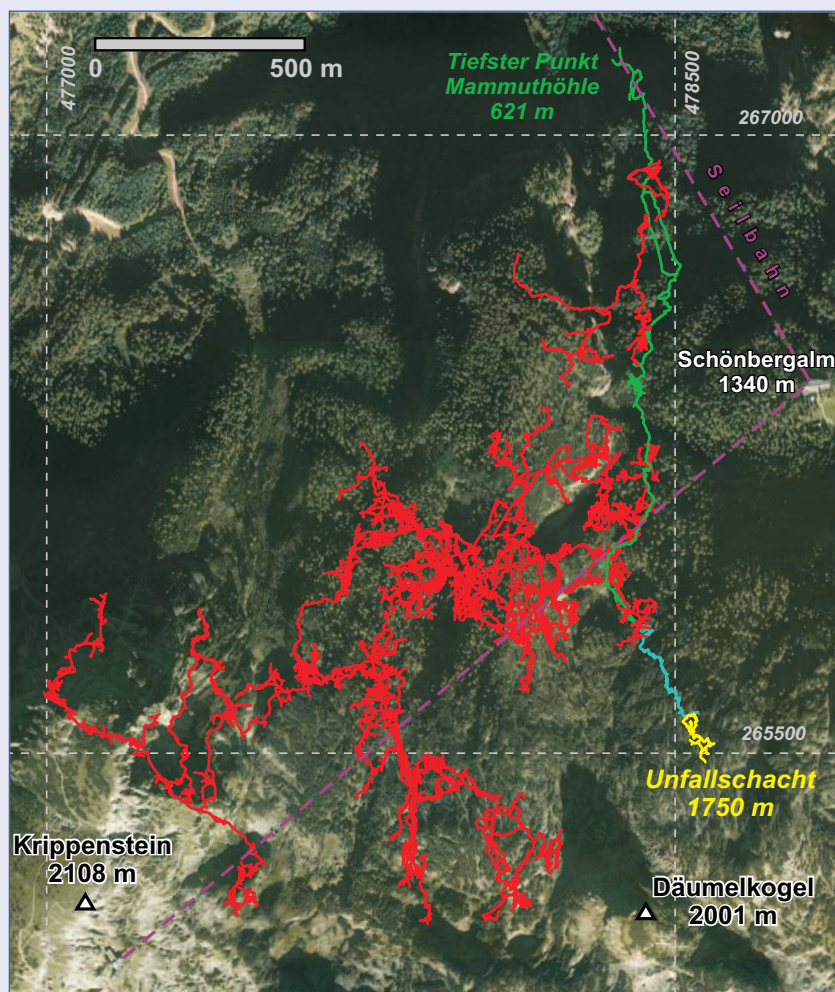 0 500 m
477000
Tiefster Punkt
Mammuthöhle
621 m
478500
267000
Seilbahn
Schönbergalm
1340 m
265500
Unfallschacht
1750 m
Krippenstein
2108 m
Däumelkogel
2001 m